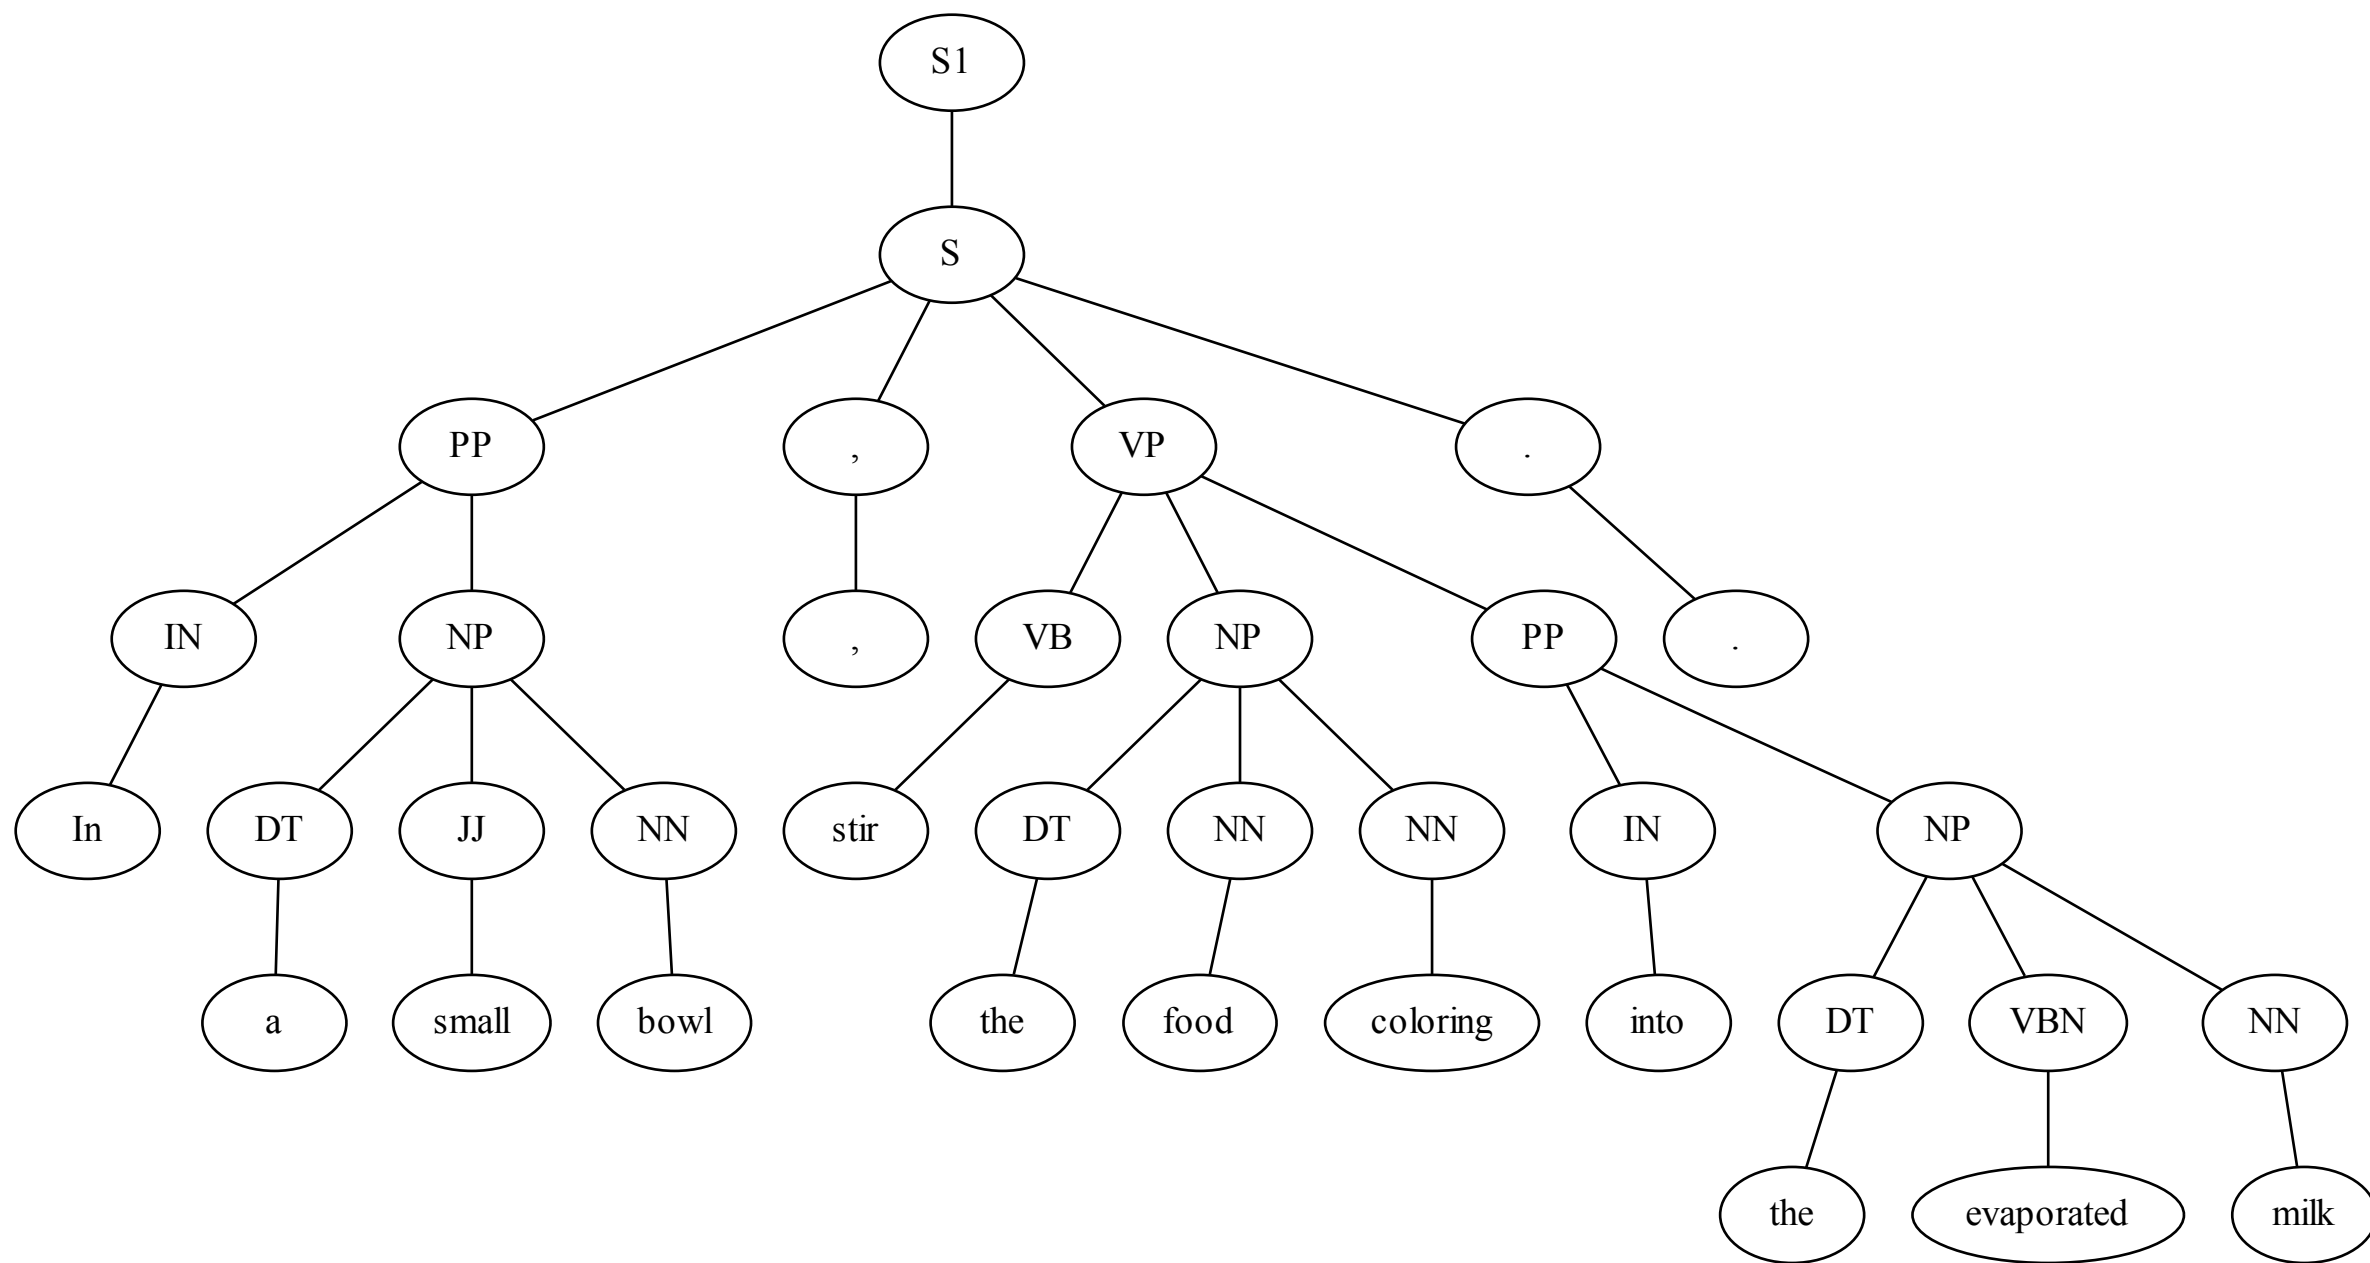 S1
S
PP , VP .
IN NP , VB NP PP .
In DT JJ NN stir DT NN NN IN NP
a small bowl the food coloring into DT VBN NN
the evaporated milk